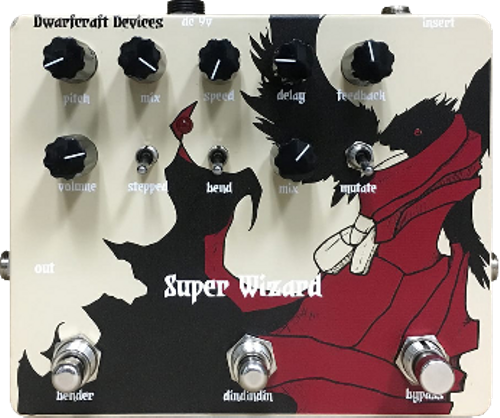 Dwarfcraft Devices
dc 9v
insert
pitch
mix
speed
delay
feedback
volume
stepped
bend
mix
mutate
out
Super Wizard
bender
dindindin
bypass